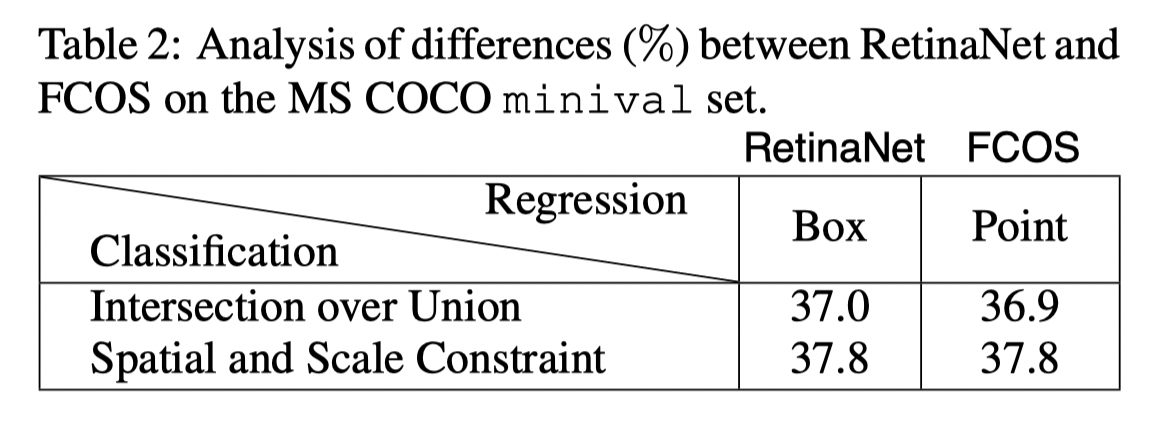 Table 2: Analysis of differences (%) between RetinaNet and
FCOS on the MS COCO minival set.
RetinaNet FCOS
Regression
Box Point
Classification
Intersection over Union 37.0 36.9
Spatial and Scale Constraint 37.8 37.8